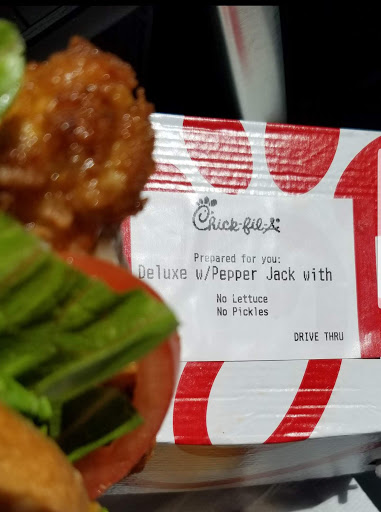 Chick-fil-A
Prepared for you:
Deluxe w/Pepper Jack with
No Lettuce
No Pickles
DRIVE THRU